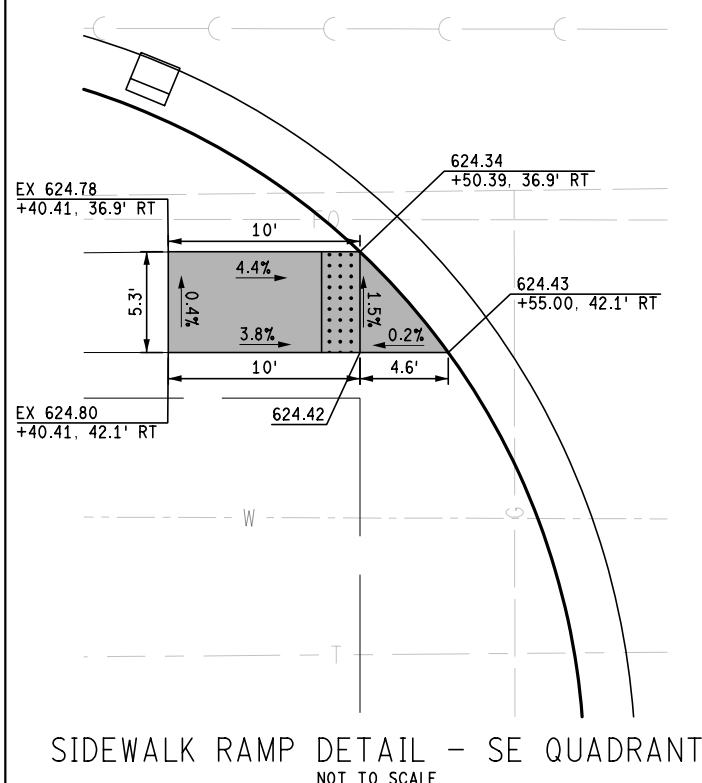 624.34
+50.39, 36.9' RT
EX 624.78
+40.41, 36.9' RT
FO
10'
624.43
+55.00, 42.1' RT
4.4%
5.3'
0.4%
1.5%
3.8%
0.2%
10'
4.6'
EX 624.80
+40.41, 42.1' RT
624.42
W
G
T
SIDEWALK RAMP DETAIL - SE QUADRANT
NOT TO SCALE